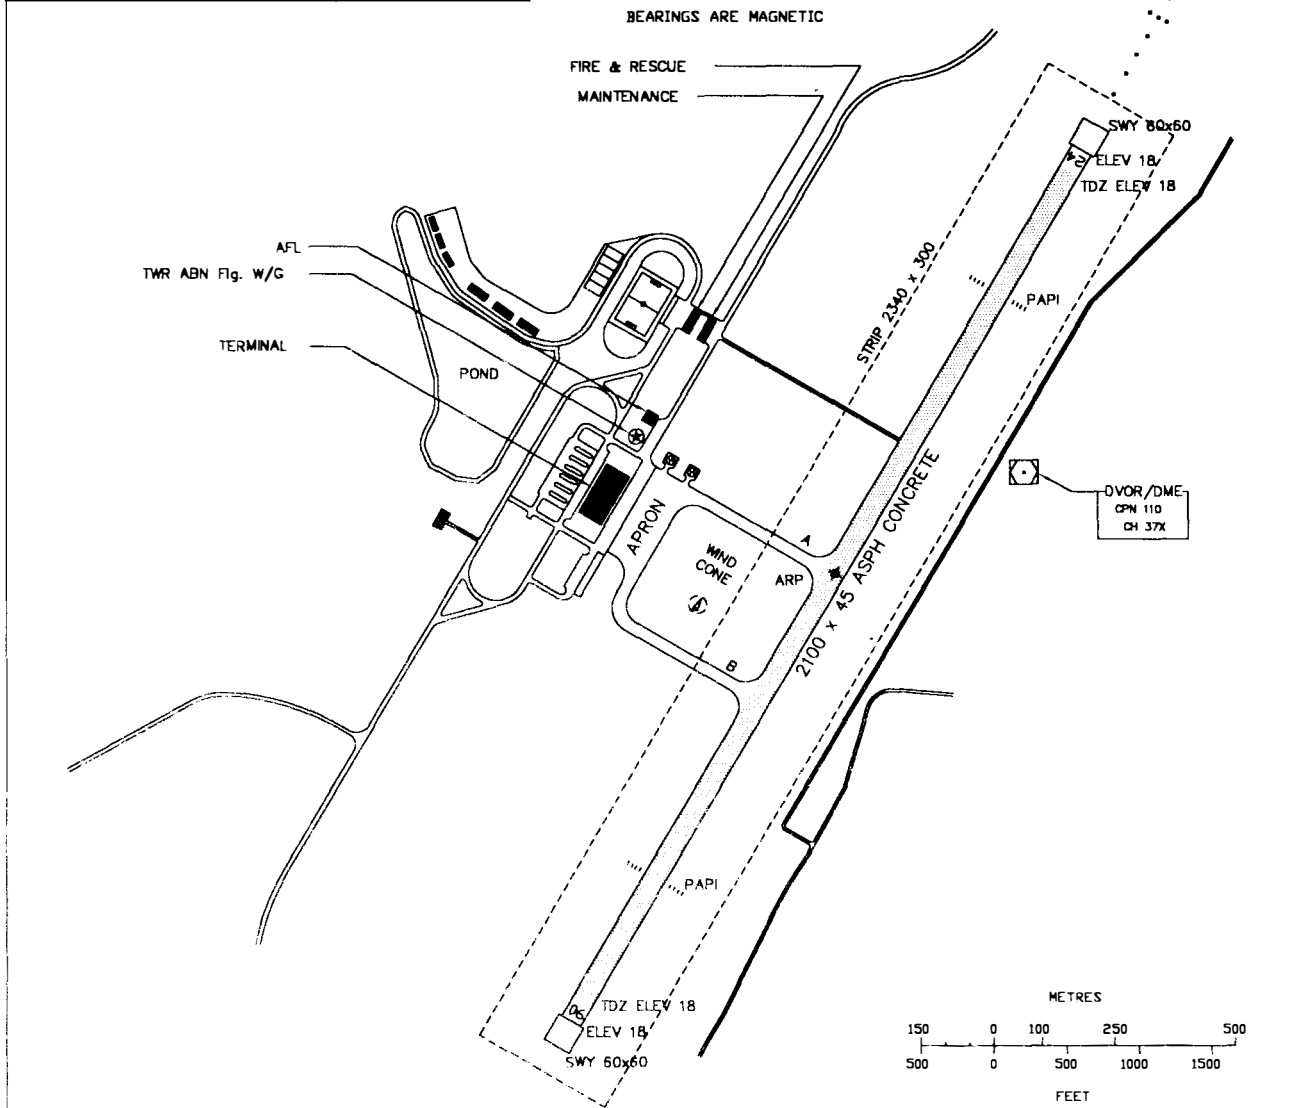 BEARINGS ARE MAGNETIC
FIRE & RESCUE
MAINTENANCE
SWY 60x60
24
ELEV 18
TDZ ELEV 18
AFL
TWR ABN Flg. W/G
TERMINAL
POND
STRIP 2340 x 300
PAPI
DVOR/DME
CPN 110
CH 37X
APRON
WIND
CONE
A
ARP
B
2100 x 45 ASPH CONCRETE
PAPI
06
TDZ ELEV 18
ELEV 18
SWY 60x60
METRES
150 0 100 250 500
500 0 500 1000 1500
FEET